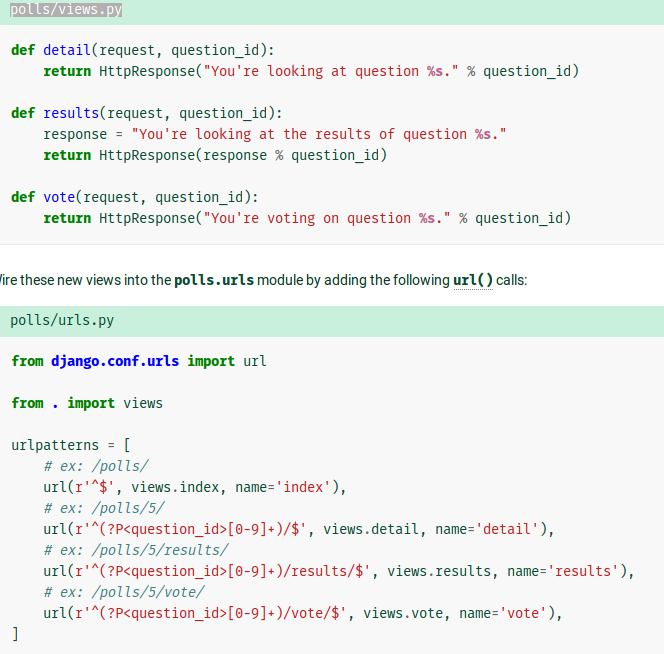 polls/views.py
def detail(request, question_id):
    return HttpResponse("You're looking at question %s." % question_id)
def results(request, question_id):
    response = "You're looking at the results of question %s."
    return HttpResponse(response % question_id)
def vote(request, question_id):
    return HttpResponse("You're voting on question %s." % question_id)
ire these new views into the polls.urls module by adding the following url() calls:
polls/urls.py
from django.conf.urls import url
from . import views
urlpatterns = [
    # ex: /polls/
    url(r'^$', views.index, name='index'),
    # ex: /polls/5/
    url(r'^(?P<question_id>[0-9]+)/$', views.detail, name='detail'),
    # ex: /polls/5/results/
    url(r'^(?P<question_id>[0-9]+)/results/$', views.results, name='results'),
    # ex: /polls/5/vote/
    url(r'^(?P<question_id>[0-9]+)/vote/$', views.vote, name='vote'),
]